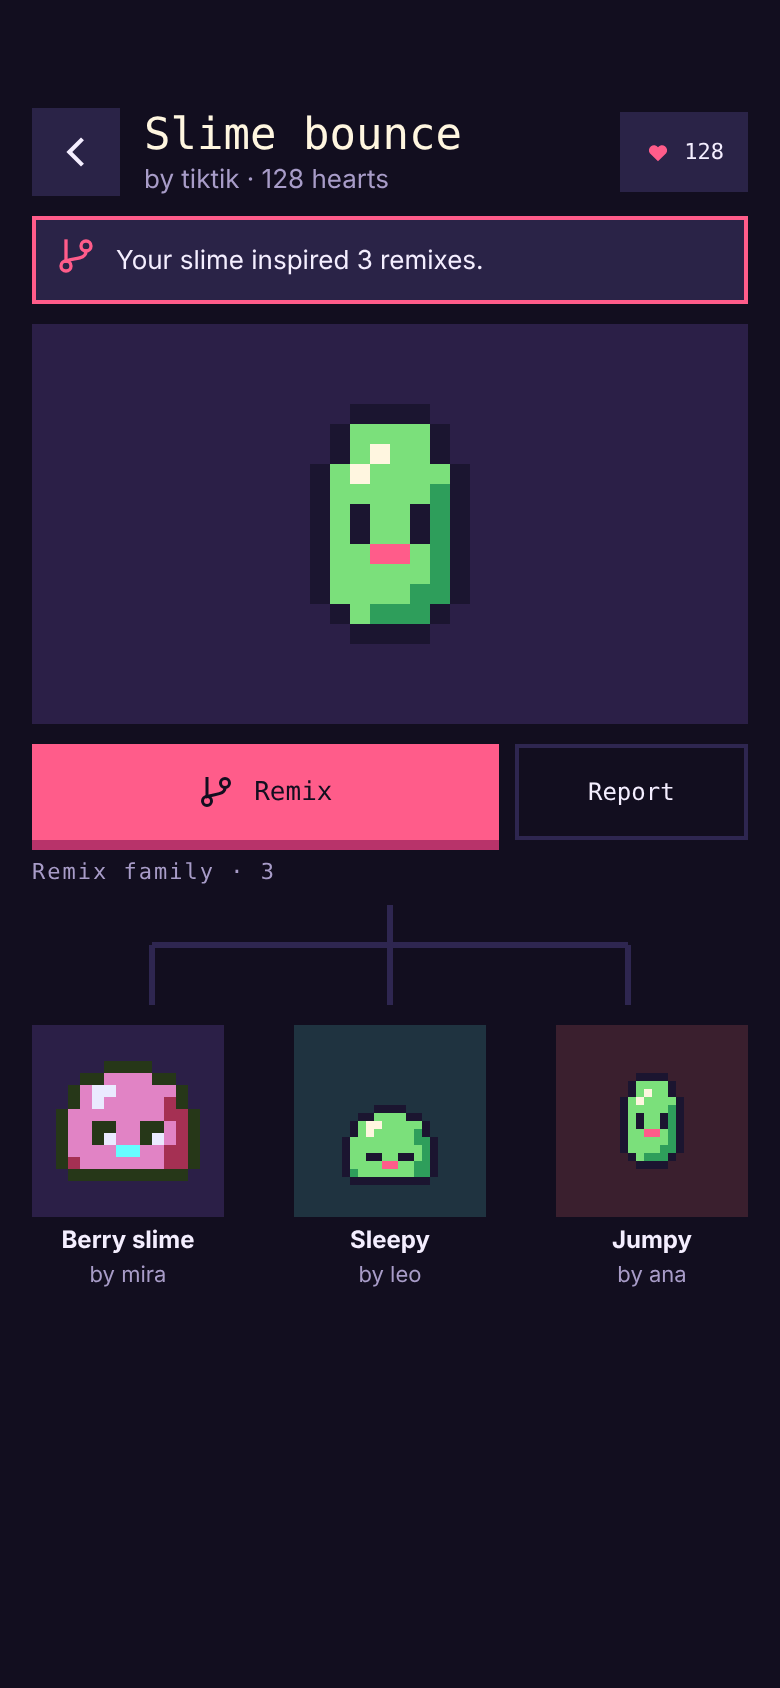 Slime bounce
by tiktik · 128 hearts
128
Your slime inspired 3 remixes.
Remix
Report
Remix family · 3
Berry slime
Sleepy
Jumpy
by mira
by leo
by ana